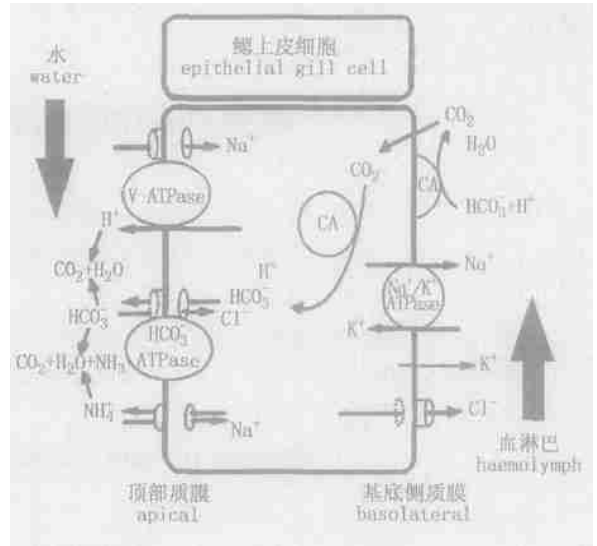 鳃上皮细胞
epithelial gill cell
水
water
Na⁺
CO₂
H₂O
CO₂
CA
V-ATPase
CA
HCO₃⁻+H⁺
H⁺
CO₂+H₂O
H⁺
Na⁺
HCO₃⁻
Na⁺/K⁺
ATPase
HCO₃⁻
Cl⁻
HCO₃⁻
ATPase
K⁺
CO₂+H₂O+NH₃
K⁺
NH₄⁺
Na⁺
Cl⁻
血淋巴
haemolymph
顶部质膜
apical
基底侧质膜
basolateral